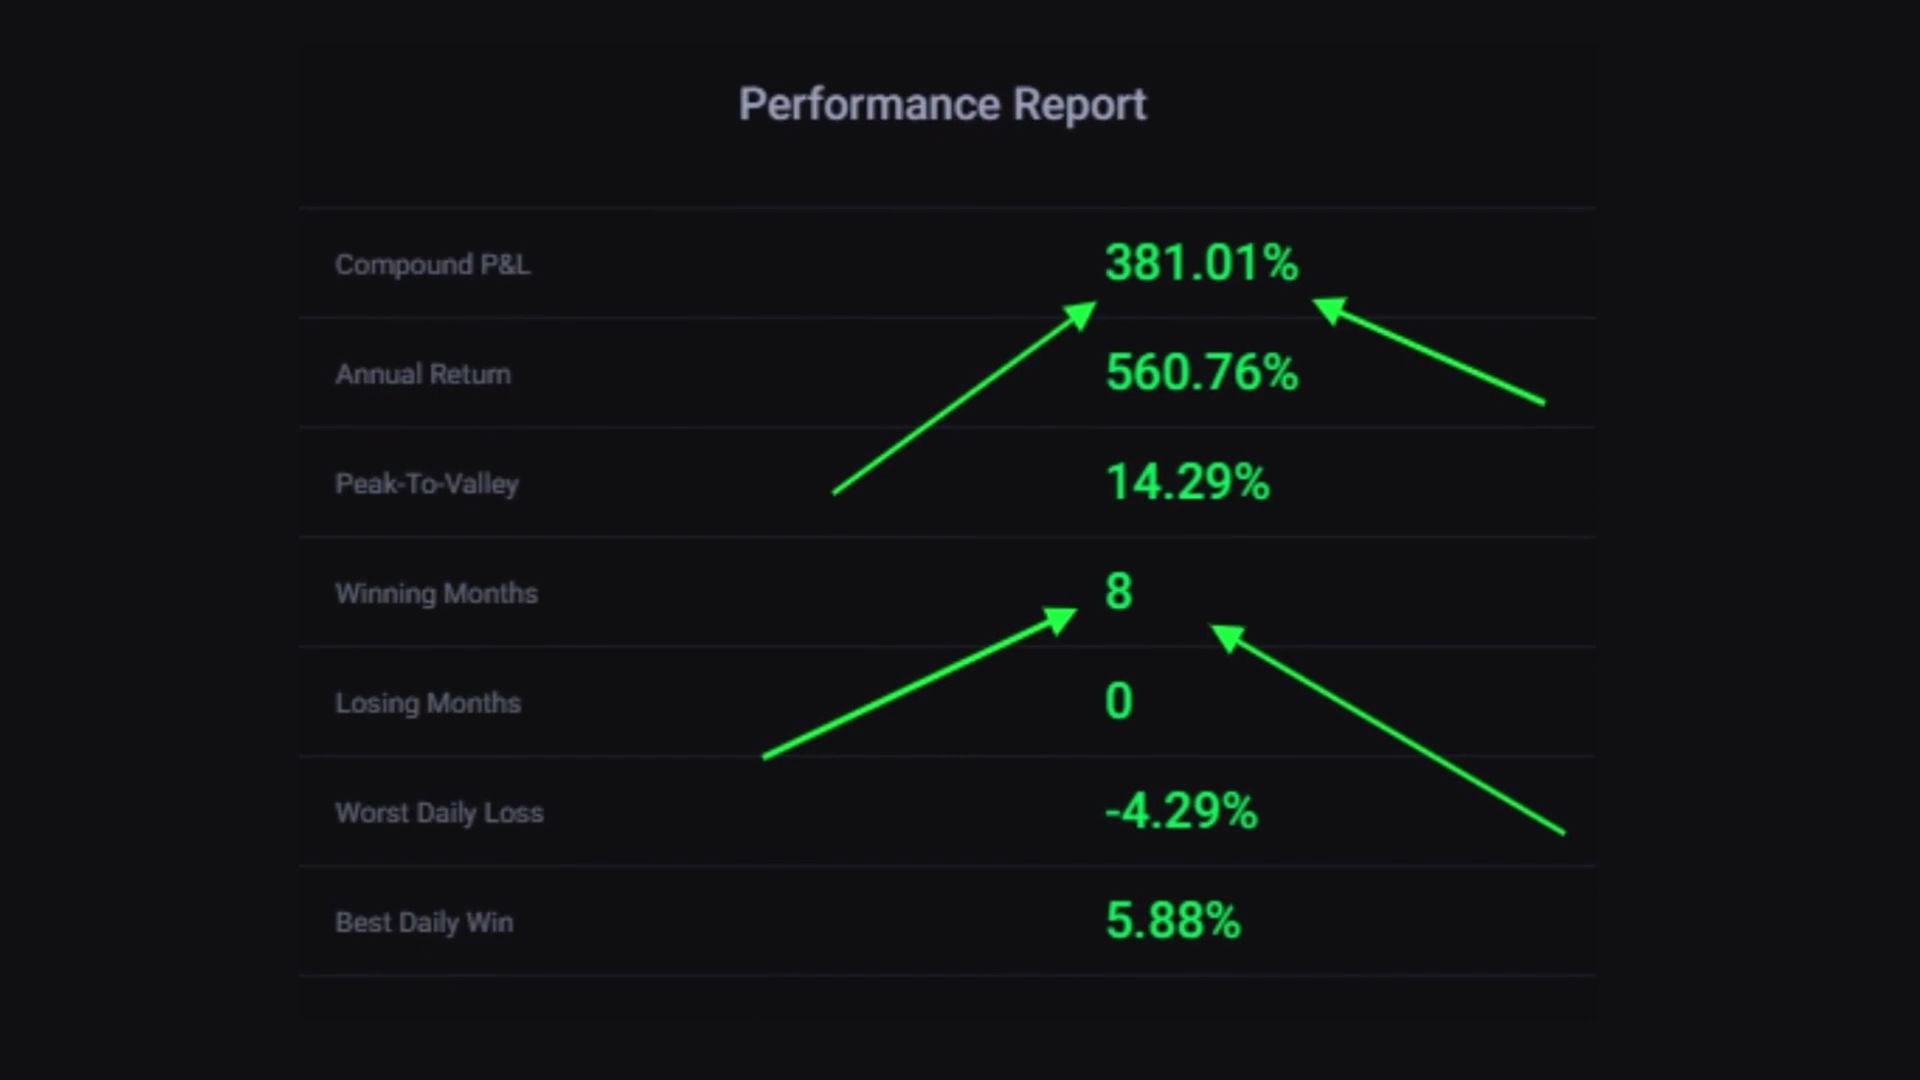 Performance Report
Compound P&L 381.01%
Annual Return 560.76%
Peak-To-Valley 14.29%
Winning Months 8
Losing Months 0
Worst Daily Loss -4.29%
Best Daily Win 5.88%